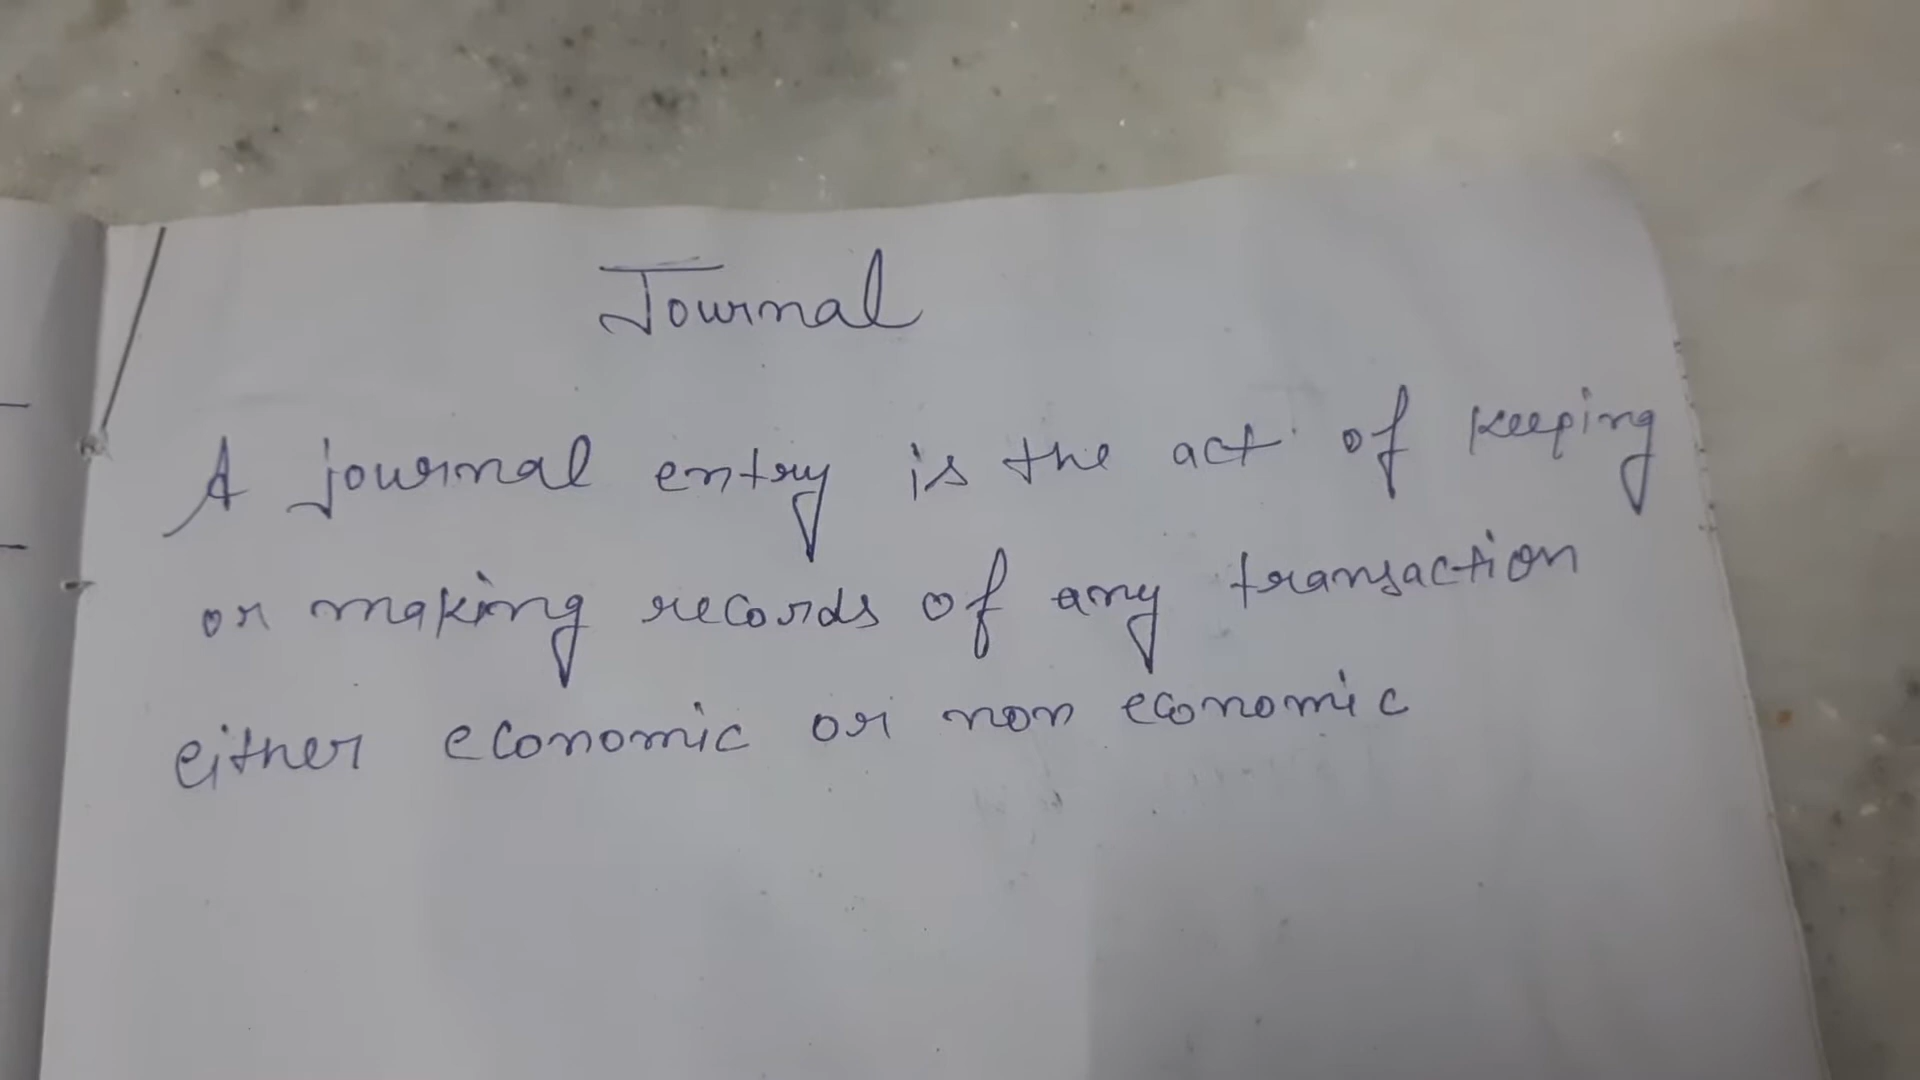 Journal
A journal entry is the act of keeping
or making records of any transaction
either economic or non economic